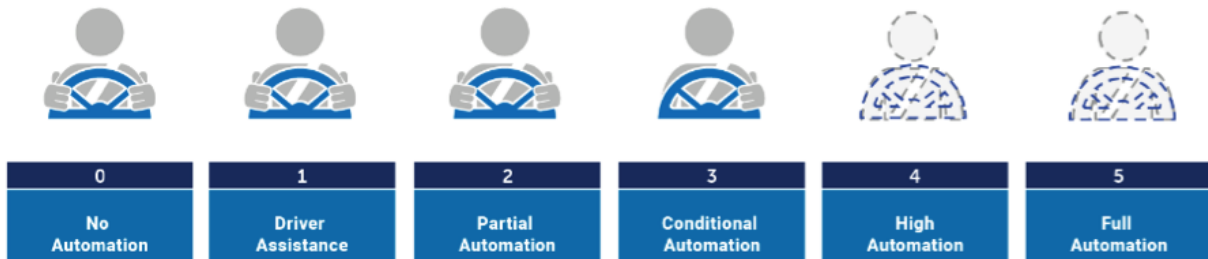 0
No
Automation
1
Driver
Assistance
2
Partial
Automation
3
Conditional
Automation
4
High
Automation
5
Full
Automation